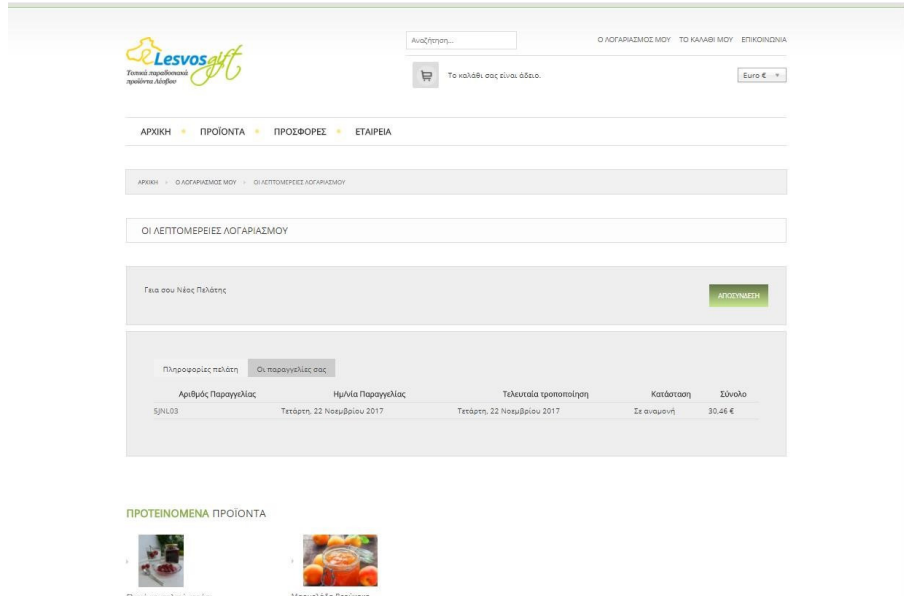 Αναζήτηση...
Ο ΛΟΓΑΡΙΑΣΜΟΣ ΜΟΥ ΤΟ ΚΑΛΑΘΙ ΜΟΥ ΕΠΙΚΟΙΝΩΝΙΑ
Lesvos gift
Τοπικά παραδοσιακά
προϊόντα Λέσβου
Το καλάθι σας είναι άδειο.
Euro €
ΑΡΧΙΚΗ ΠΡΟΪΟΝΤΑ ΠΡΟΣΦΟΡΕΣ ΕΤΑΙΡΕΙΑ
ΑΡΧΙΚΗ Ο ΛΟΓΑΡΙΑΣΜΟΣ ΜΟΥ ΟΙ ΛΕΠΤΟΜΕΡΕΙΕΣ ΛΟΓΑΡΙΑΣΜΟΥ
ΟΙ ΛΕΠΤΟΜΕΡΕΙΕΣ ΛΟΓΑΡΙΑΣΜΟΥ
Γεια σου Νέος Πελάτης
ΑΠΟΣΥΝΔΕΣΗ
Πληροφορίες πελάτη Οι παραγγελίες σας
Αριθμός Παραγγελίας Ημ/νία Παραγγελίας Τελευταία τροποποίηση Κατάσταση Σύνολο
SJNL03 Τετάρτη, 22 Νοεμβρίου 2017 Τετάρτη, 22 Νοεμβρίου 2017 Σε αναμονή 30,46 €
ΠΡΟΤΕΙΝΟΜΕΝΑ ΠΡΟΪΟΝΤΑ